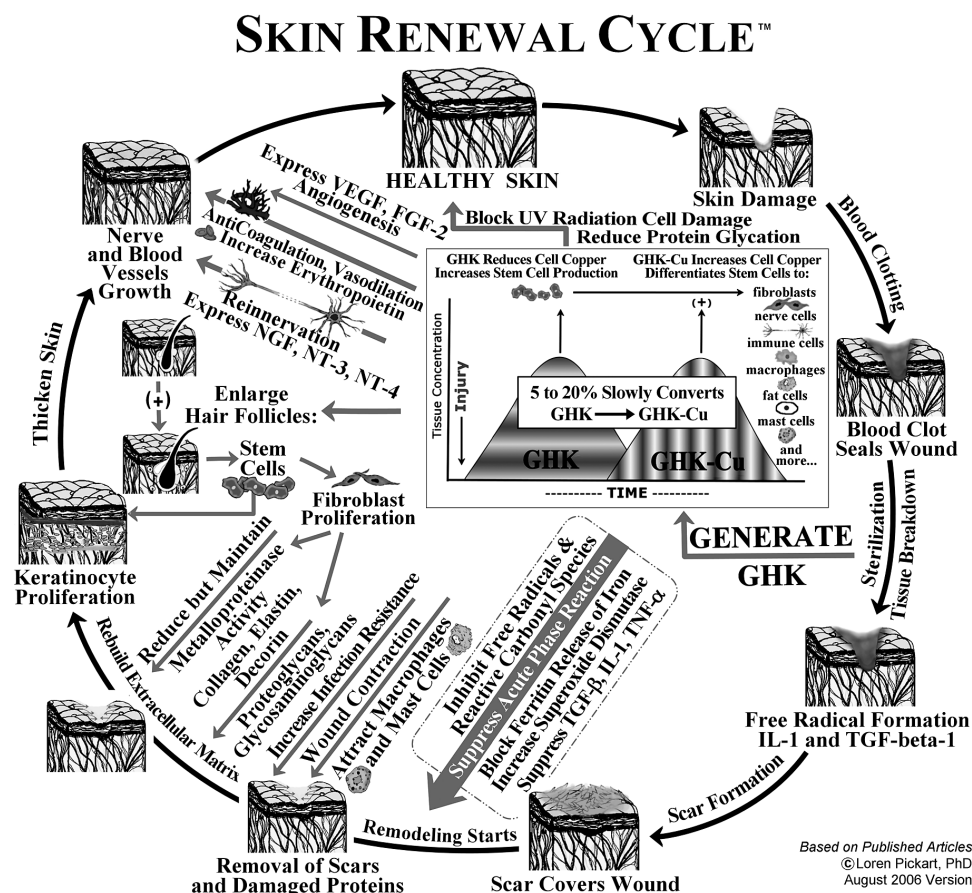 SKIN RENEWAL CYCLE™
HEALTHY SKIN
Skin Damage
Blood Clotting
Blood Clot
Seals Wound
Sterilization
Tissue Breakdown
Free Radical Formation
IL-1 and TGF-beta-1
Scar Formation
Scar Covers Wound
Remodeling Starts
Removal of Scars
and Damaged Proteins
Rebuild Extracellular Matrix
Keratinocyte
Proliferation
Thicken Skin
Nerve
and Blood
Vessels
Growth
Express VEGF, FGF-2
Angiogenesis
AntiCoagulation, Vasodilation
Increase Erythropoietin
Reinnervation
Express NGF, NT-3, NT-4
Block UV Radiation Cell Damage
Reduce Protein Glycation
GHK Reduces Cell Copper
Increases Stem Cell Production
GHK-Cu Increases Cell Copper
Differentiates Stem Cells to:
fibroblasts
nerve cells
immune cells
macrophages
fat cells
mast cells
and
more...
(+)
Tissue Concentration
Injury
5 to 20% Slowly Converts
GHK GHK-Cu
GHK
GHK-Cu
---------- TIME ----------
GENERATE
GHK
(+)
Enlarge
Hair Follicles:
Stem
Cells
Fibroblast
Proliferation
Reduce but Maintain
Metalloproteinase
Activity
Collagen, Elastin,
Decorin
Proteoglycans,
Glycosaminoglycans
Increase Infection Resistance
Wound Contraction
Attract Macrophages
and Mast Cells
Inhibit Free Radicals &
Reactive Carbonyl Species
Suppress Acute Phase Reaction
Block Ferritin Release of Iron
Increase Superoxide Dismutase
Suppress TGF-β, IL-1, TNF-α
Based on Published Articles
©Loren Pickart, PhD
August 2006 Version